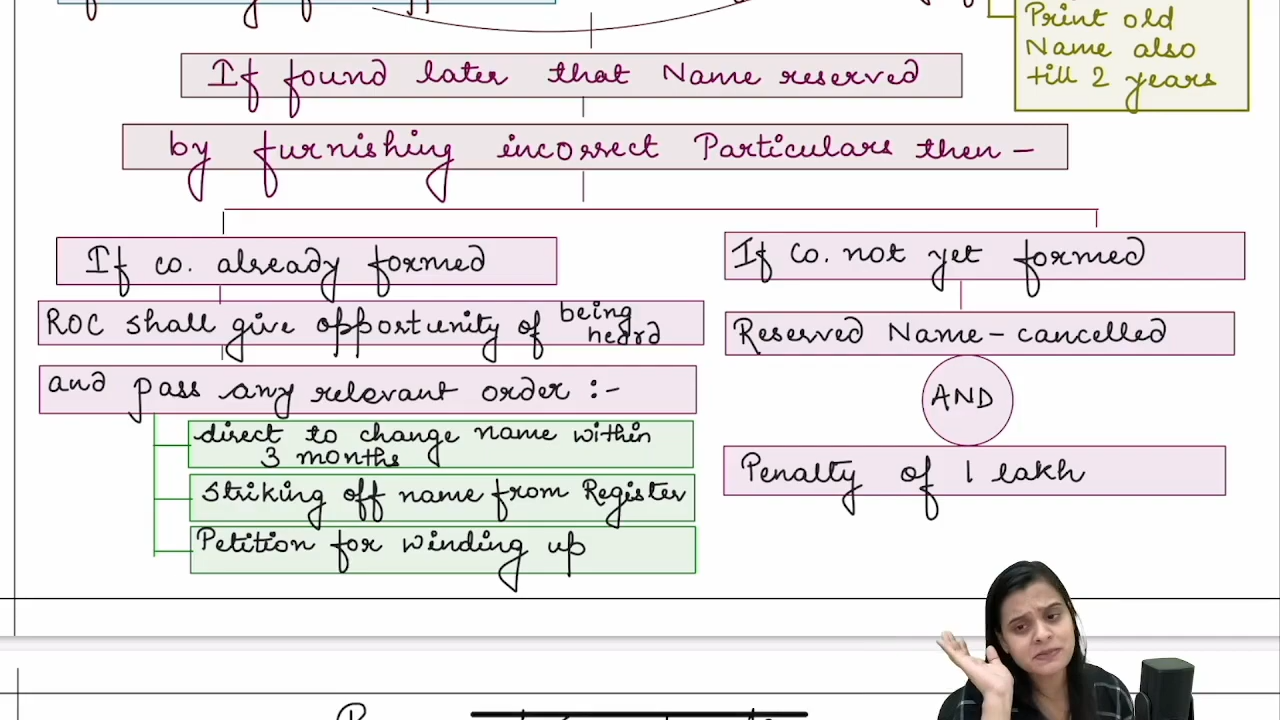 Print old
Name also
till 2 years
If found later that Name reserved
by furnishing incorrect Particulars then -
If co. already formed
ROC shall give opportunity of being heard
and pass any relevant order :-
direct to change name within
3 months
Striking off name from Register
Petition for winding up
If Co. not yet formed
Reserved Name - cancelled
AND
Penalty of 1 lakh